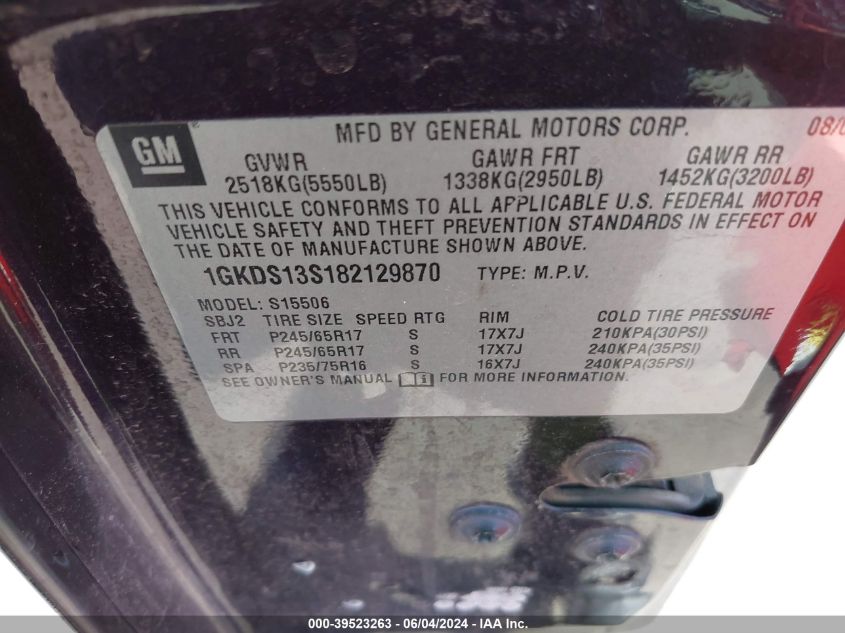 GM
MFD BY GENERAL MOTORS CORP.
GVWR GAWR FRT GAWR RR
2518KG(5550LB) 1338KG(2950LB) 1452KG(3200LB)
THIS VEHICLE CONFORMS TO ALL APPLICABLE U.S. FEDERAL MOTOR
VEHICLE SAFETY AND THEFT PREVENTION STANDARDS IN EFFECT ON
THE DATE OF MANUFACTURE SHOWN ABOVE.
1GKDS13S182129870 TYPE: M.P.V.
MODEL: S15506
SBJ2 TIRE SIZE SPEED RTG RIM COLD TIRE PRESSURE
FRT P245/65R17 S 17X7J 210KPA(30PSI)
RR P245/65R17 S 17X7J 240KPA(35PSI)
SPA P235/75R16 S 16X7J 240KPA(35PSI)
SEE OWNER'S MANUAL i FOR MORE INFORMATION.
000-39523263 - 06/04/2024 - IAAI.com